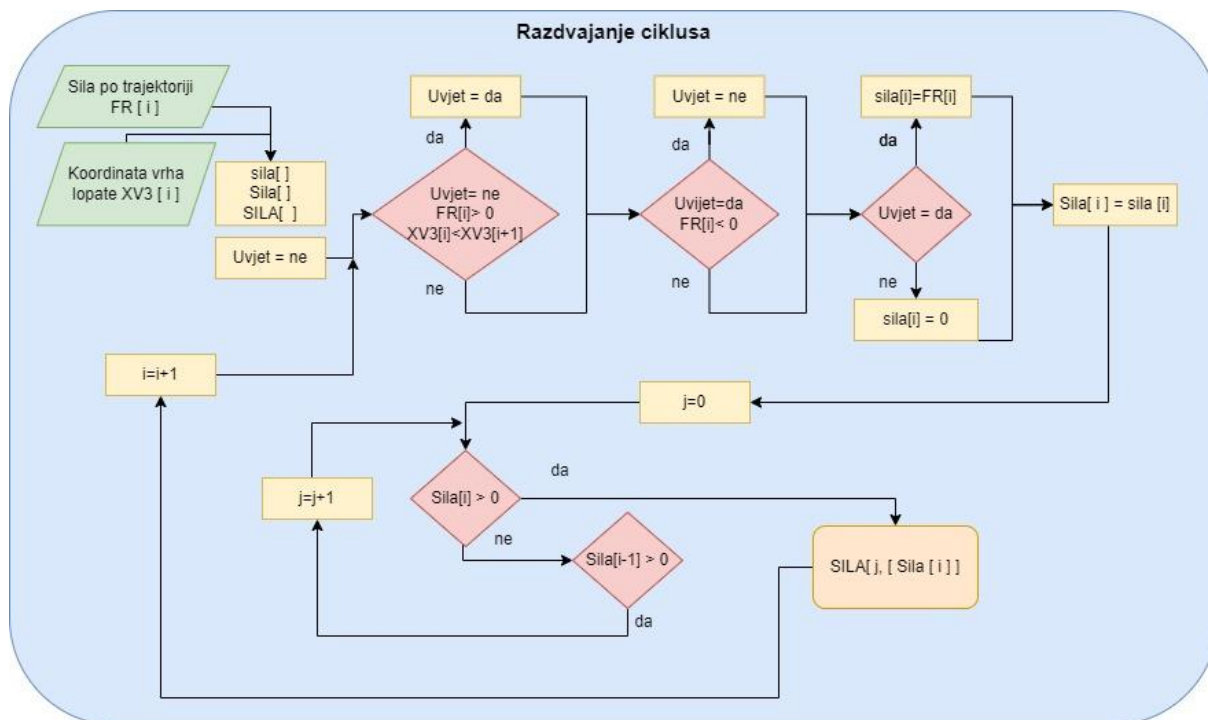 Razdvajanje ciklusa
Sila po trajektoriji
FR [ i ]
Koordinata vrha
lopate XV3 [ i ]
sila[ ]
Sila[ ]
SILA[ ]
Uvjet = ne
Uvjet = da
da
Uvjet= ne
FR[i]> 0
XV3[i]<XV3[i+1]
ne
Uvjet = ne
da
Uvijet=da
FR[i]< 0
ne
sila[i]=FR[i]
da
Uvjet = da
ne
sila[i] = 0
Sila[ i ] = sila [i]
i=i+1
j=0
j=j+1
Sila[i] > 0
da
ne
Sila[i-1] > 0
da
SILA[ j, [ Sila [ i ] ]